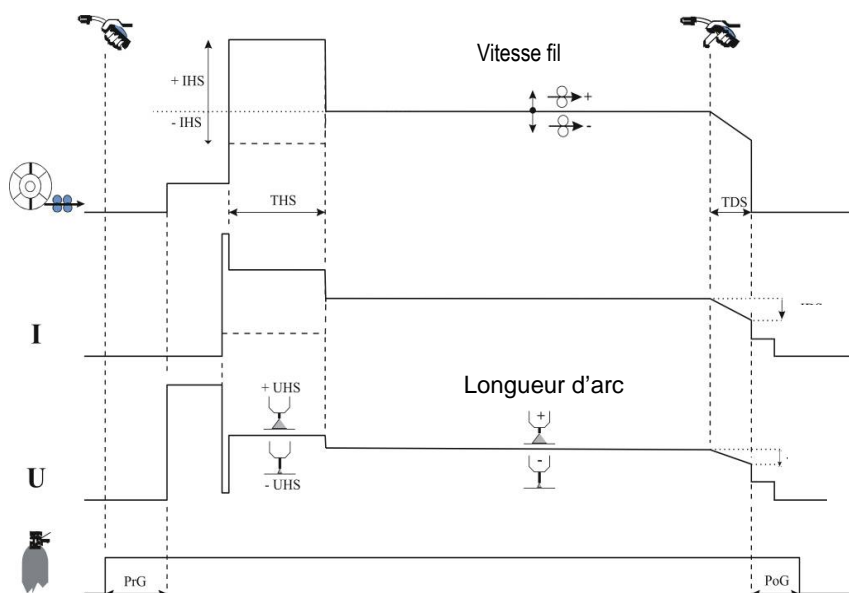 Vitesse fil
+ IHS
- IHS
+
-
THS
TDS
I
+ UHS
Longueur d’arc
+
-
U
- UHS
PrG
PoG